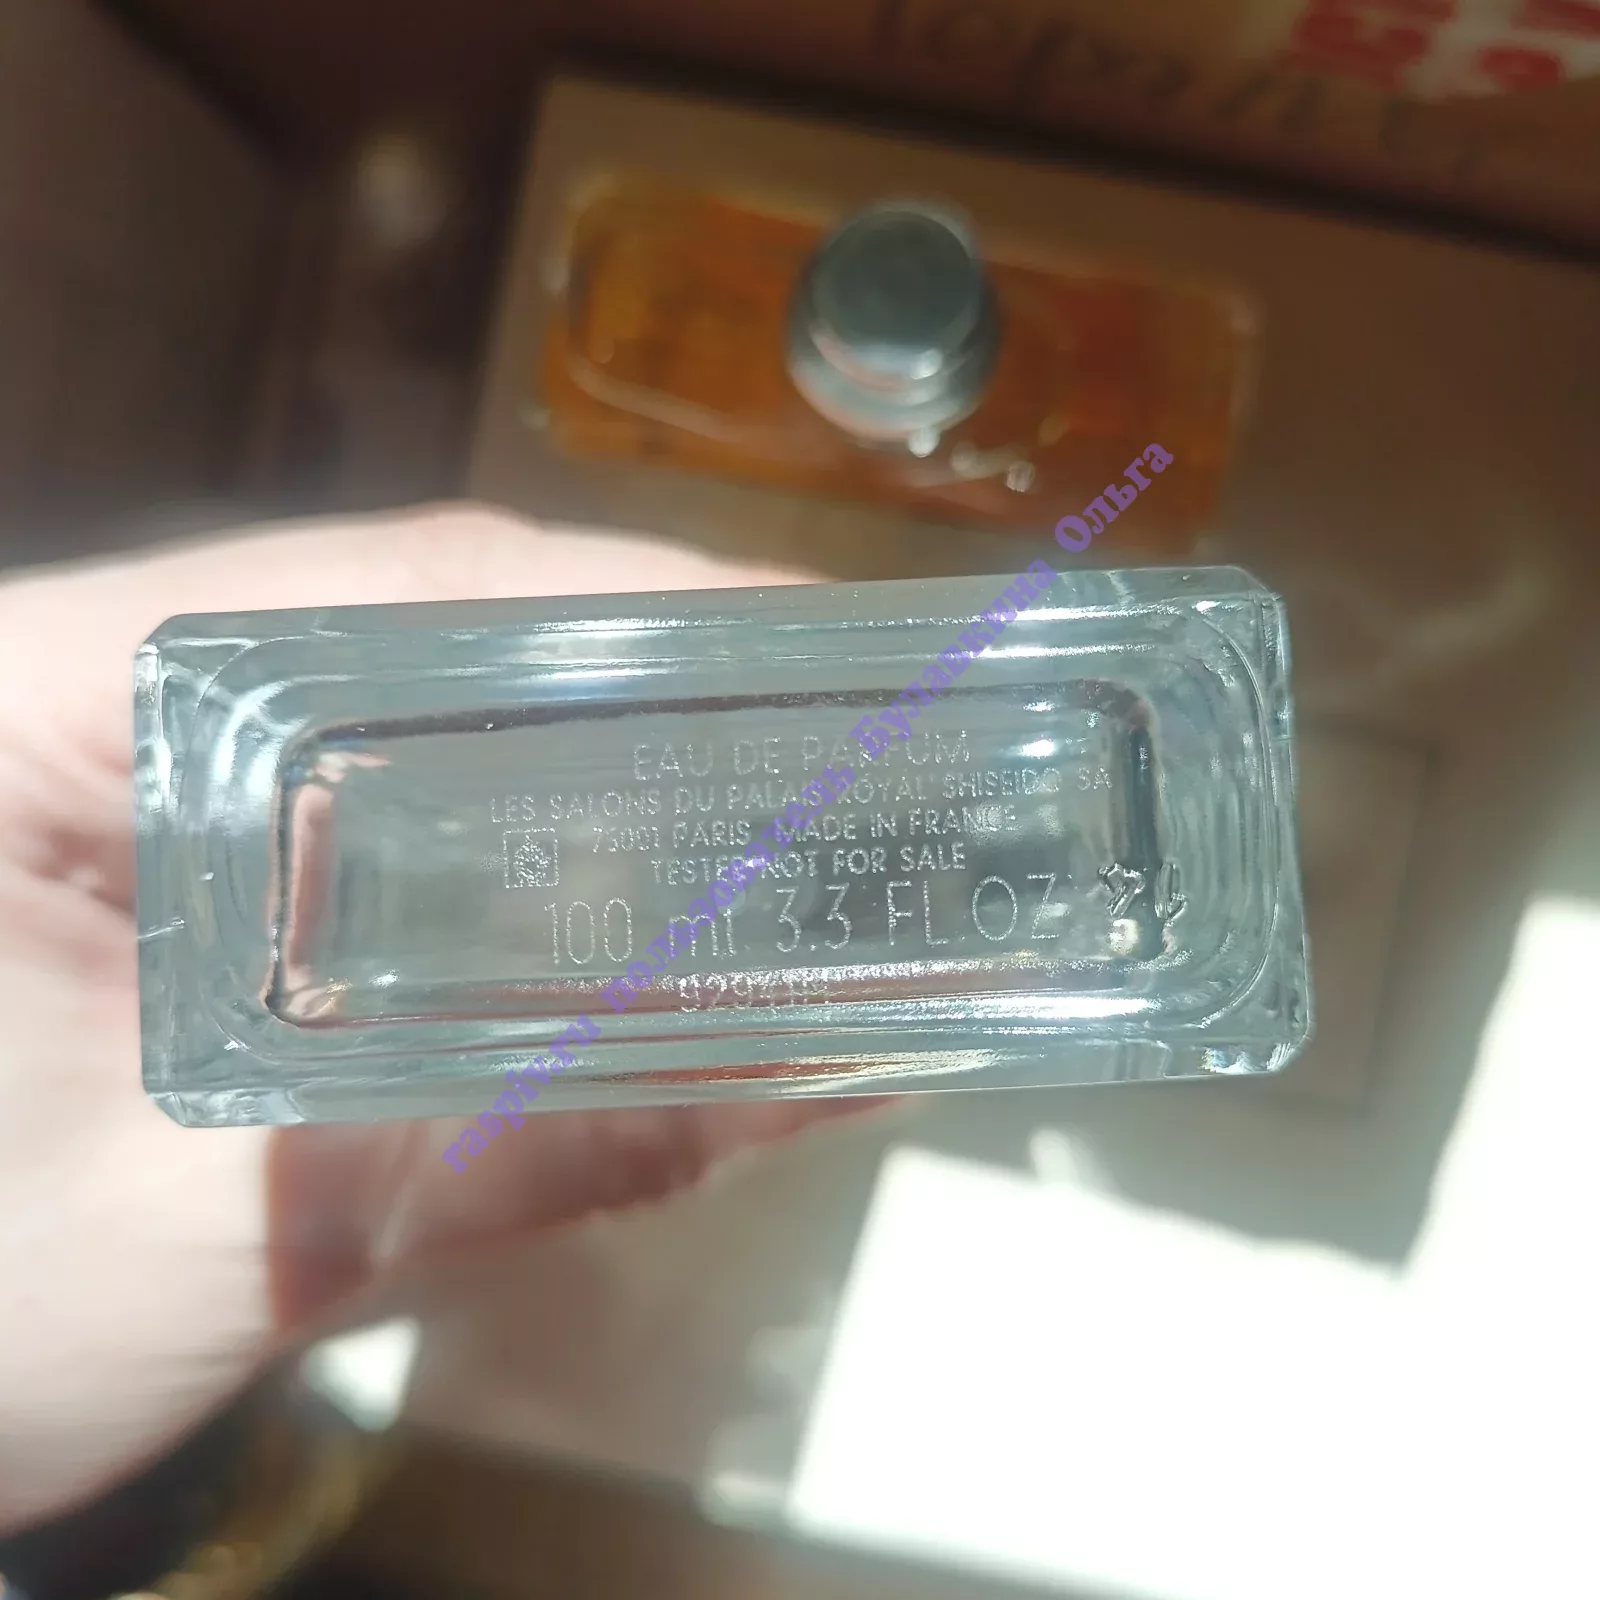 EAU DE PARFUM
LES SALONS DU PALAIS ROYAL SHISEIDO SA
75001 PARIS MADE IN FRANCE
TESTER NOT FOR SALE
100 ml 3.3 FL.OZ
raspiv.ru пользователь Булавкина Ольга